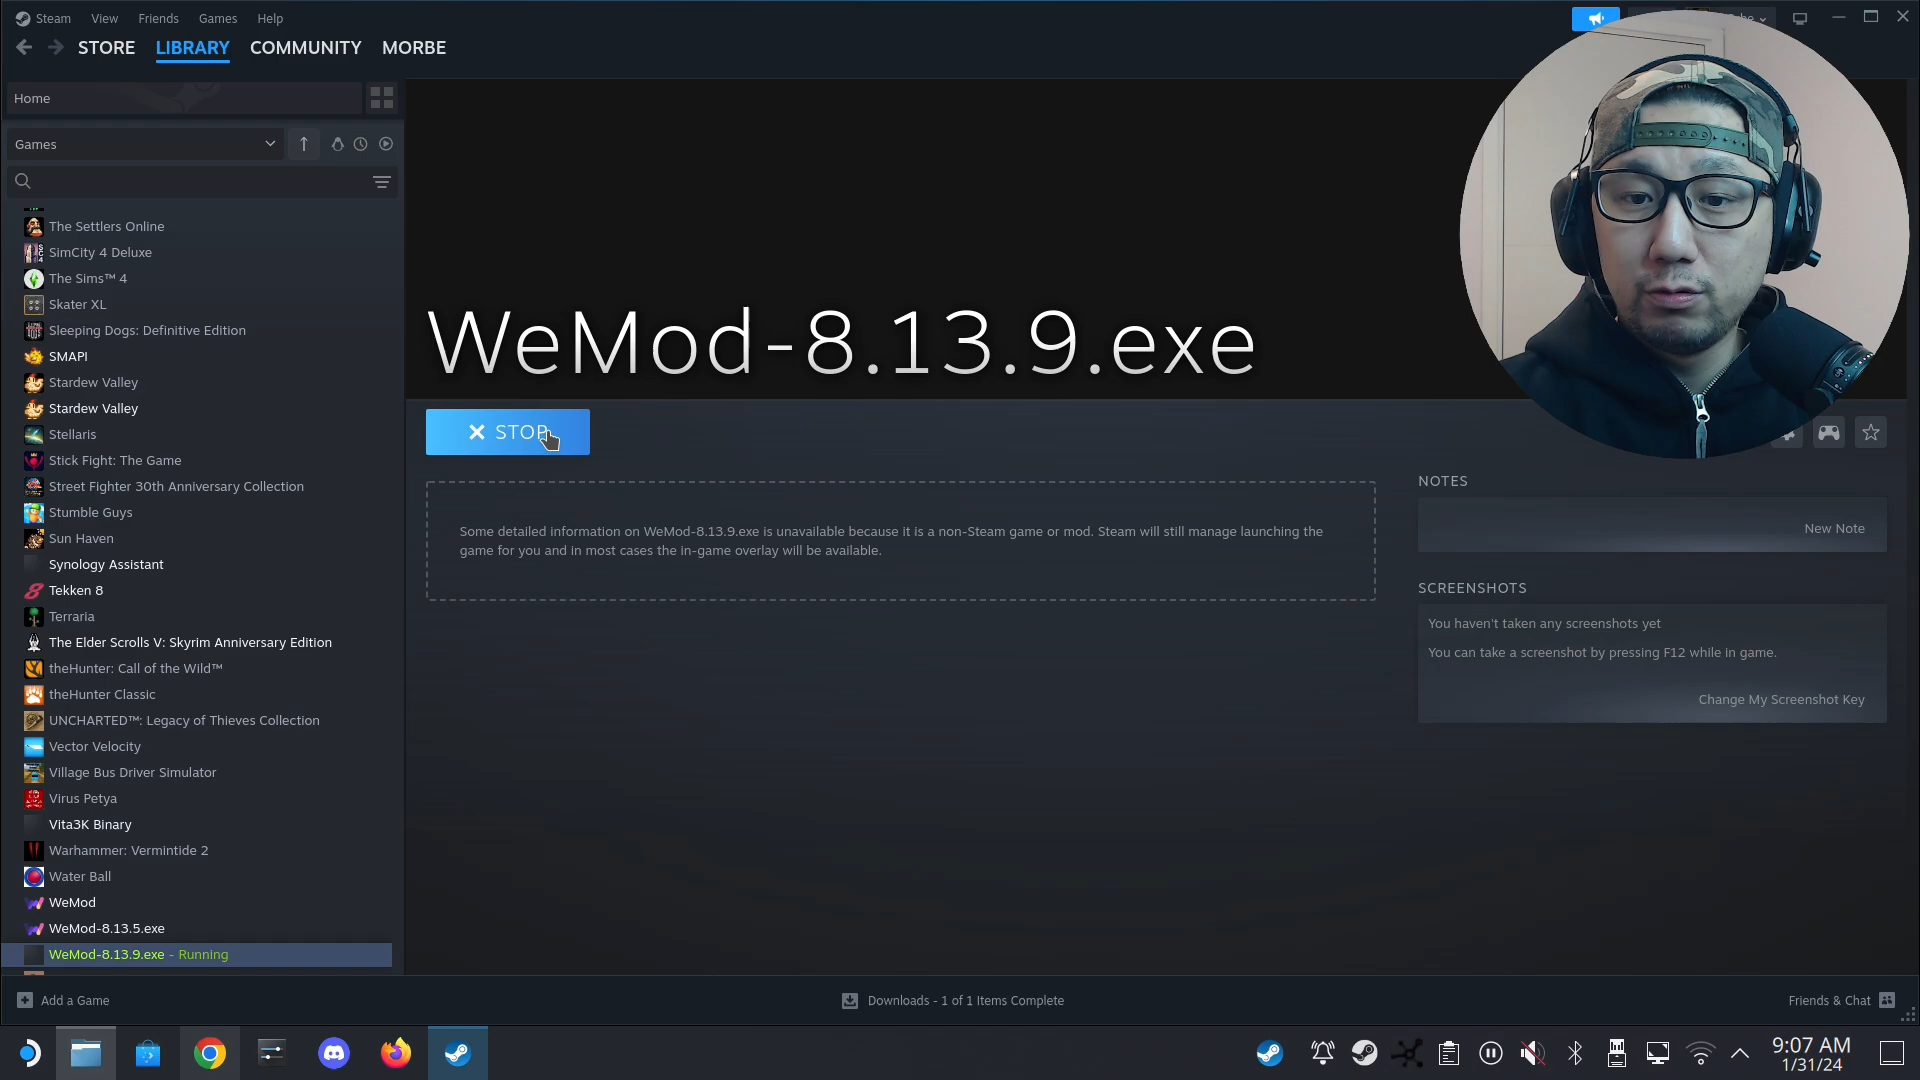 Steam View Friends Games Help
STORE LIBRARY COMMUNITY MORBE
Home
Games
The Settlers Online
SimCity 4 Deluxe
The Sims™ 4
Skater XL
Sleeping Dogs: Definitive Edition
SMAPI
Stardew Valley
Stardew Valley
Stellaris
Stick Fight: The Game
Street Fighter 30th Anniversary Collection
Stumble Guys
Sun Haven
Synology Assistant
Tekken 8
Terraria
The Elder Scrolls V: Skyrim Anniversary Edition
theHunter: Call of the Wild™
theHunter Classic
UNCHARTED™: Legacy of Thieves Collection
Vector Velocity
Village Bus Driver Simulator
Virus Petya
Vita3K Binary
Warhammer: Vermintide 2
Water Ball
WeMod
WeMod-8.13.5.exe
WeMod-8.13.9.exe - Running
WeMod-8.13.9.exe
STOP
Some detailed information on WeMod-8.13.9.exe is unavailable because it is a non-Steam game or mod. Steam will still manage launching the
game for you and in most cases the in-game overlay will be available.
NOTES
New Note
SCREENSHOTS
You haven't taken any screenshots yet
You can take a screenshot by pressing F12 while in game.
Change My Screenshot Key
Add a Game
Downloads - 1 of 1 Items Complete
Friends & Chat
9:07 AM
1/31/24